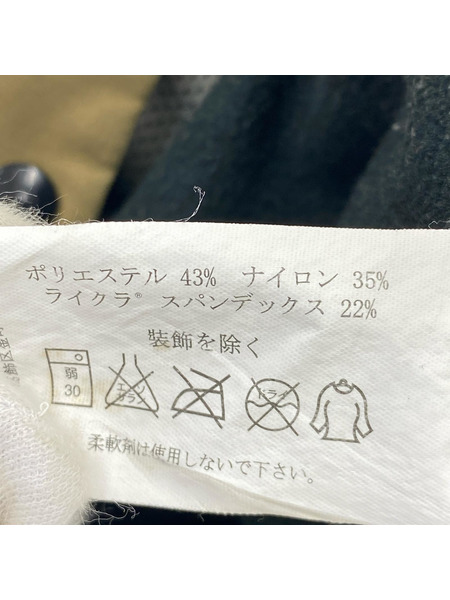 ポリエステル 43% ナイロン 35%
ライクラ® スパンデックス 22%
装飾を除く
弱
30
エンソ
サラシ
ドライ
柔軟剤は使用しないで下さい。